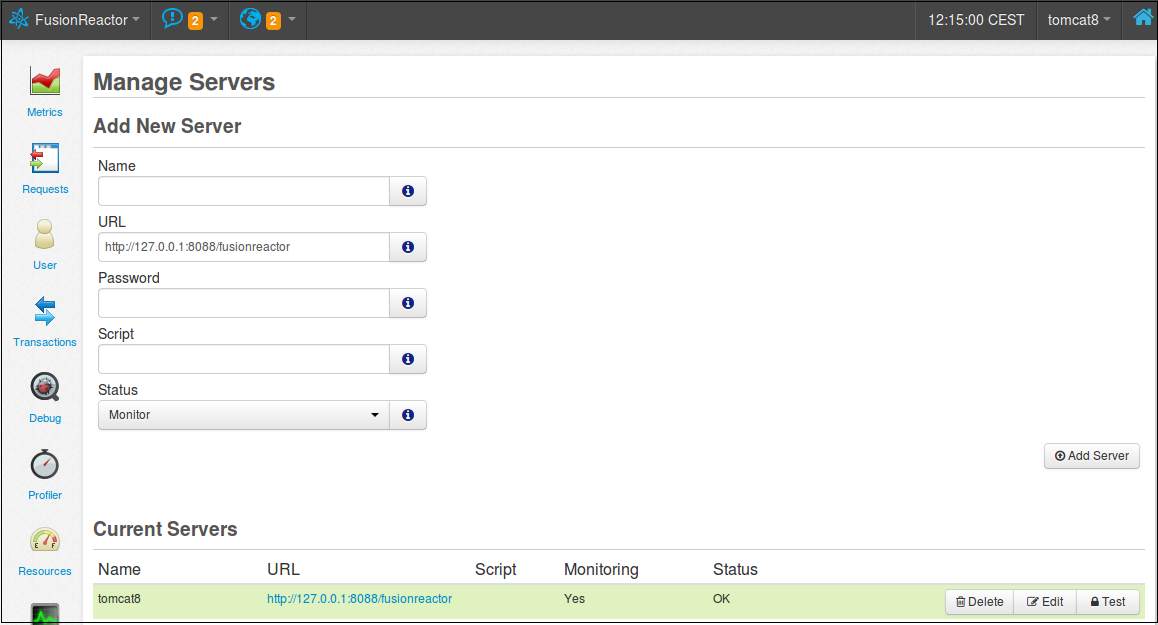 FusionReactor 2 2 12:15:00 CEST tomcat8
Metrics
Requests
User
Transactions
Debug
Profiler
Resources
Manage Servers
Add New Server
Name
URL
http://127.0.0.1:8088/fusionreactor
Password
Script
Status
Monitor
Add Server
Current Servers
Name URL Script Monitoring Status
tomcat8 http://127.0.0.1:8088/fusionreactor Yes OK Delete Edit Test